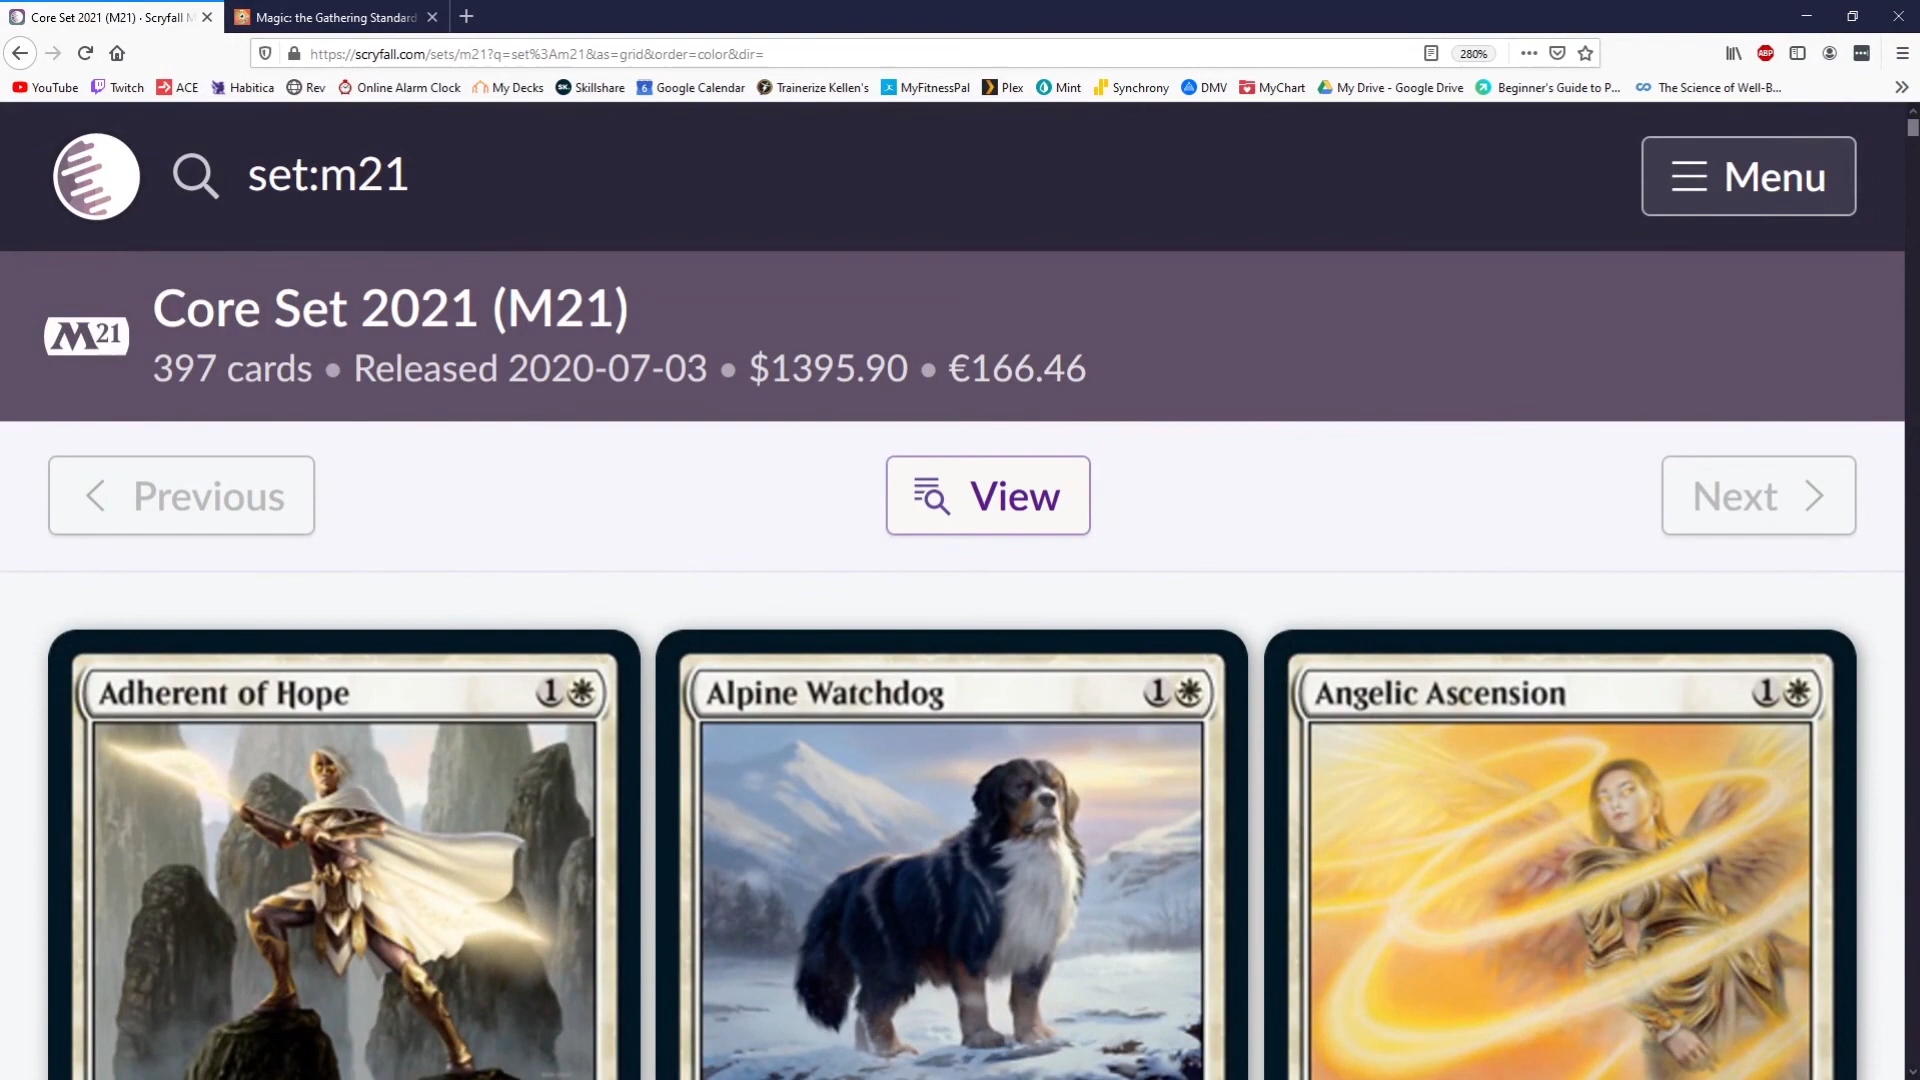 Core Set 2021 (M21) · Scryfall M
Magic: the Gathering Standard
https://scryfall.com/sets/m21?q=set%3Am21&as=grid&order=color&dir=
280%
YouTube Twitch ACE Habitica Rev Online Alarm Clock My Decks Skillshare Google Calendar Trainerize Kellen's MyFitnessPal Plex Mint Synchrony DMV MyChart My Drive - Google Drive Beginner's Guide to P... The Science of Well-B...
set:m21
Menu
M21
Core Set 2021 (M21)
397 cards • Released 2020-07-03 • $1395.90 • €166.46
Previous
View
Next
Adherent of Hope 1
Alpine Watchdog 1
Angelic Ascension 1